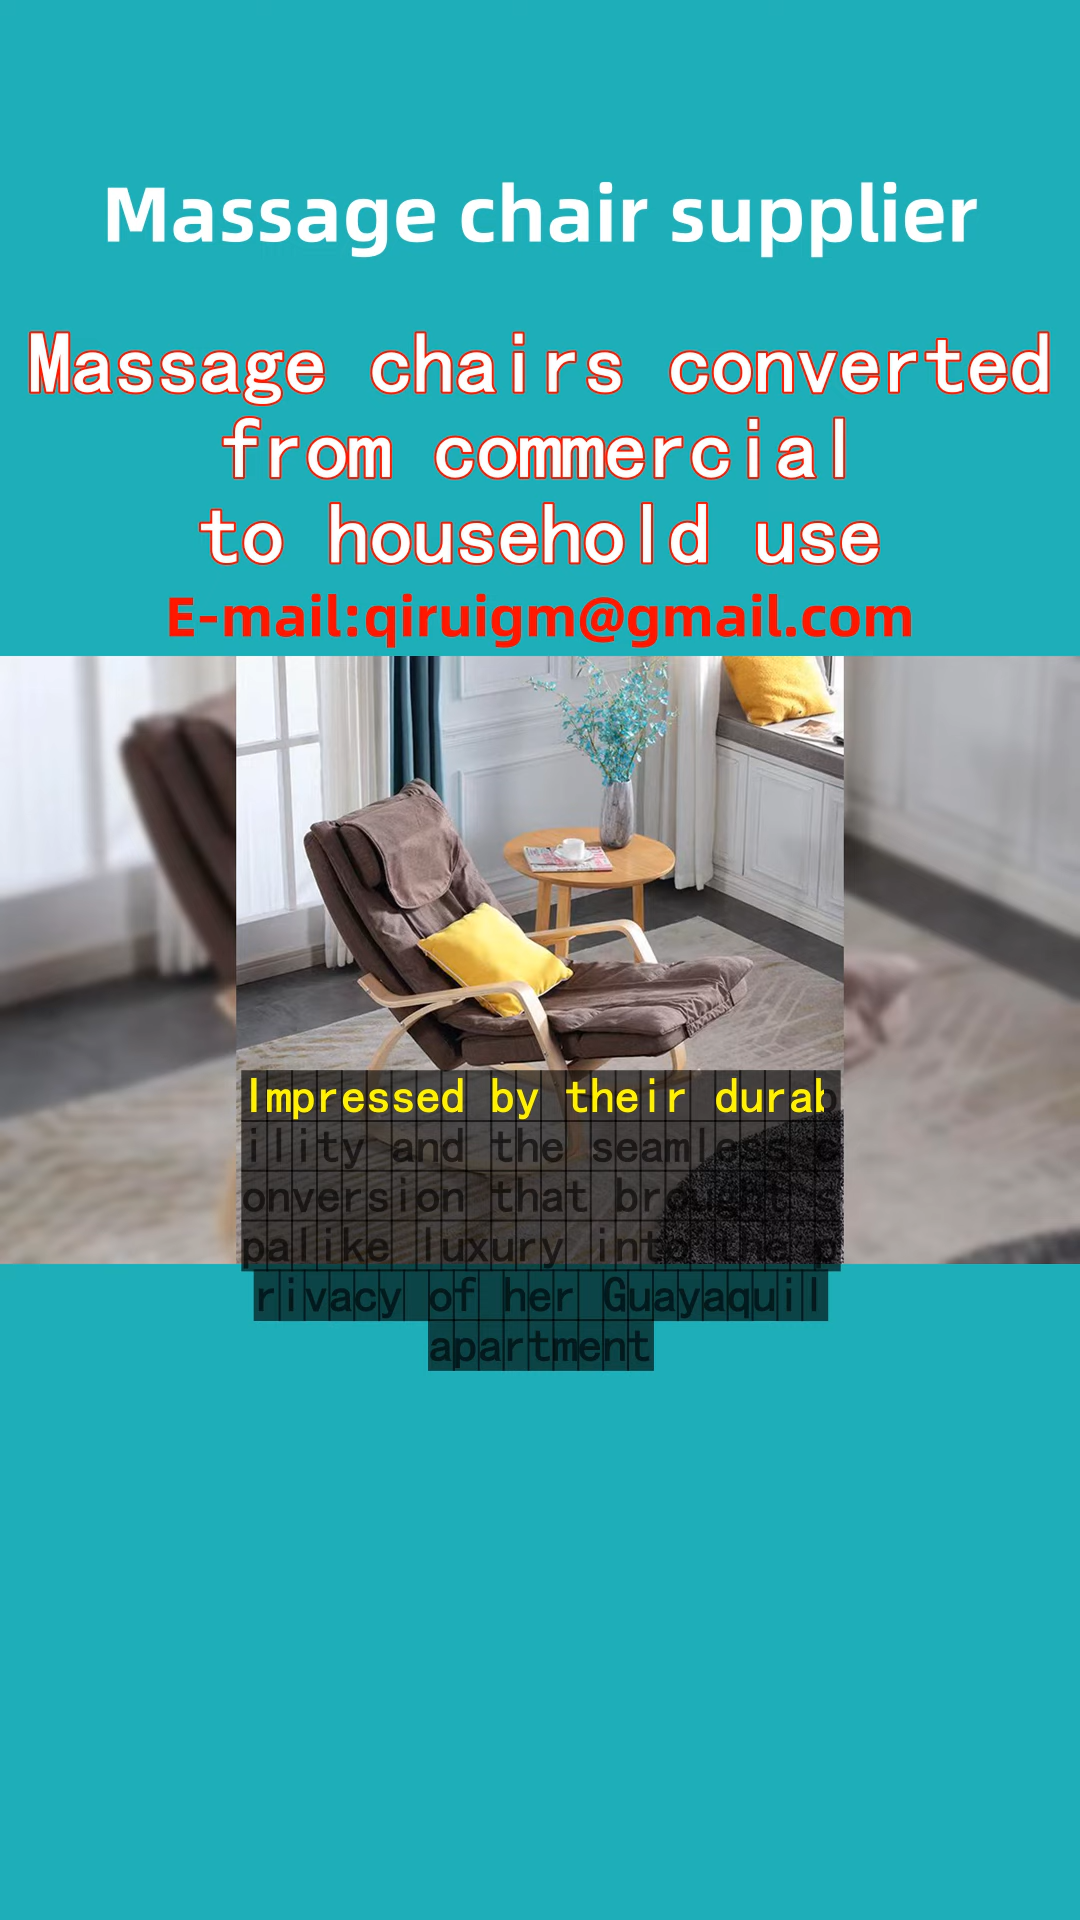 Massage chair supplier
Massage chairs converted
from commercial
to household use
E-mail:qiruigm@gmail.com
Impressed by their durab
ility and the seamless c
onversion that brought s
palike luxury into the p
rivacy of her Guayaquil
apartment